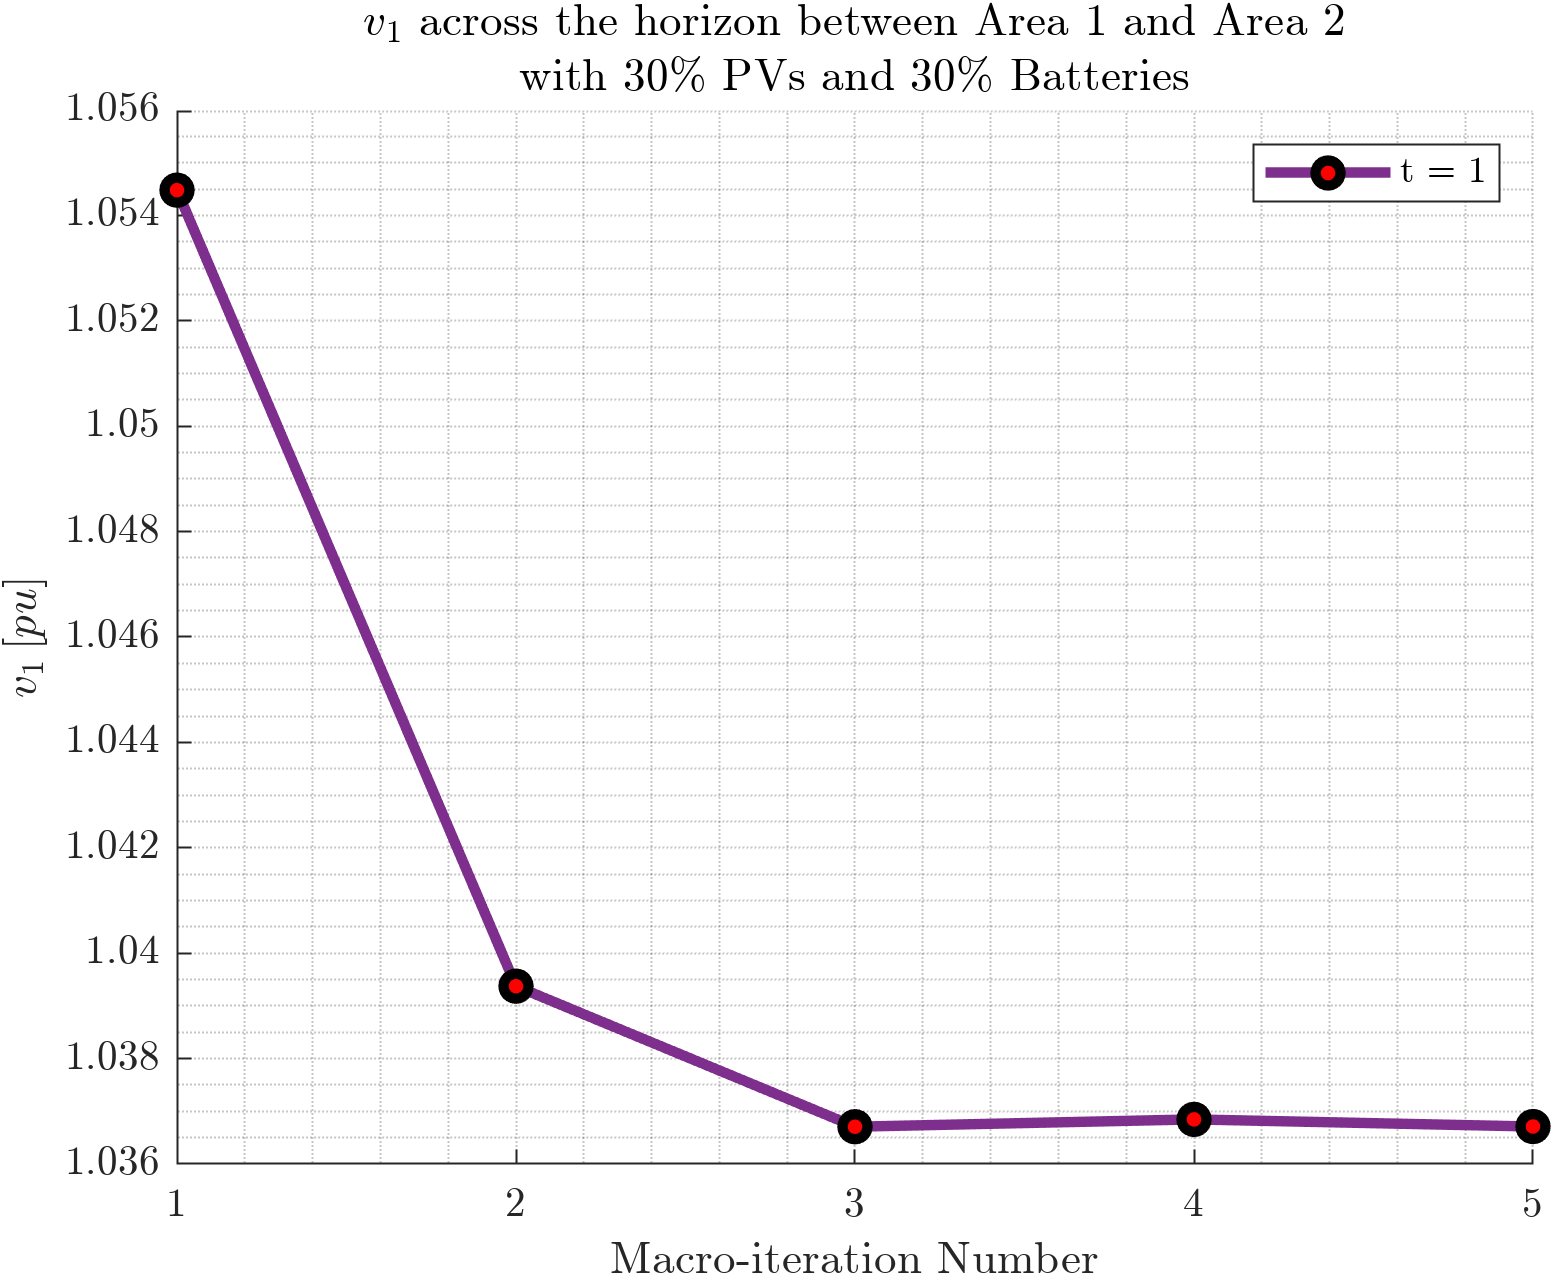 v₁ across the horizon between Area 1 and Area 2
with 30% PVs and 30% Batteries
t = 1
v₁ [pu]
1.056
1.054
1.052
1.05
1.048
1.046
1.044
1.042
1.04
1.038
1.036
1 2 3 4 5
Macro-iteration Number